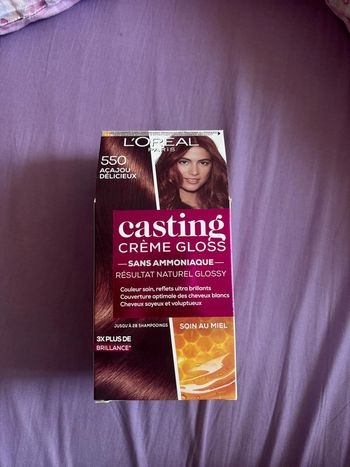 L'ORÉAL
PARIS
550
ACAJOU
DÉLICIEUX
casting
CRÈME GLOSS
SANS AMMONIAQUE
RÉSULTAT NATUREL GLOSSY
Couleur soin, reflets ultra brillants
Couverture optimale des cheveux blancs
Cheveux soyeux et voluptueux
JUSQU'À 28 SHAMPOOINGS
SOIN AU MIEL
3X PLUS DE
BRILLANCE*